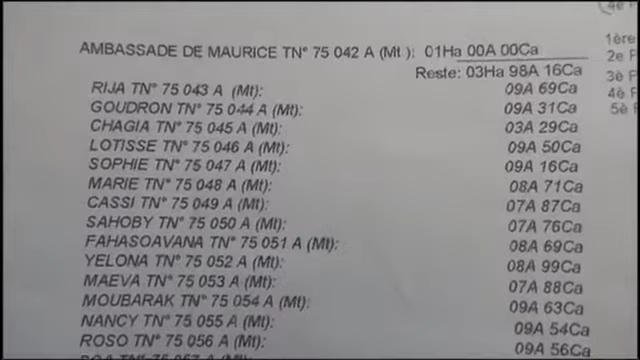 AMBASSADE DE MAURICE TN° 75 042 A (Mt ): 01Ha 00A 00Ca
Reste: 03Ha 98A 16Ca
RIJA TN° 75 043 A (Mt): 09A 69Ca
GOUDRON TN° 75 044 A (Mt): 09A 31Ca
CHAGIA TN° 75 045 A (Mt): 03A 29Ca
LOTISSE TN° 75 046 A (Mt): 09A 50Ca
SOPHIE TN° 75 047 A (Mt): 09A 16Ca
MARIE TN° 75 048 A (Mt): 08A 71Ca
CASSI TN° 75 049 A (Mt): 07A 87Ca
SAHOBY TN° 75 050 A (Mt): 07A 76Ca
FAHASOAVANA TN° 75 051 A (Mt): 08A 69Ca
YELONA TN° 75 052 A (Mt): 08A 99Ca
MAEVA TN° 75 053 A (Mt): 07A 88Ca
MOUBARAK TN° 75 054 A (Mt): 09A 63Ca
NANCY TN° 75 055 A (Mt): 09A 54Ca
ROSO TN° 75 056 A (Mt): 09A 56Ca
1ère
2e P
3è P
4è P
5è